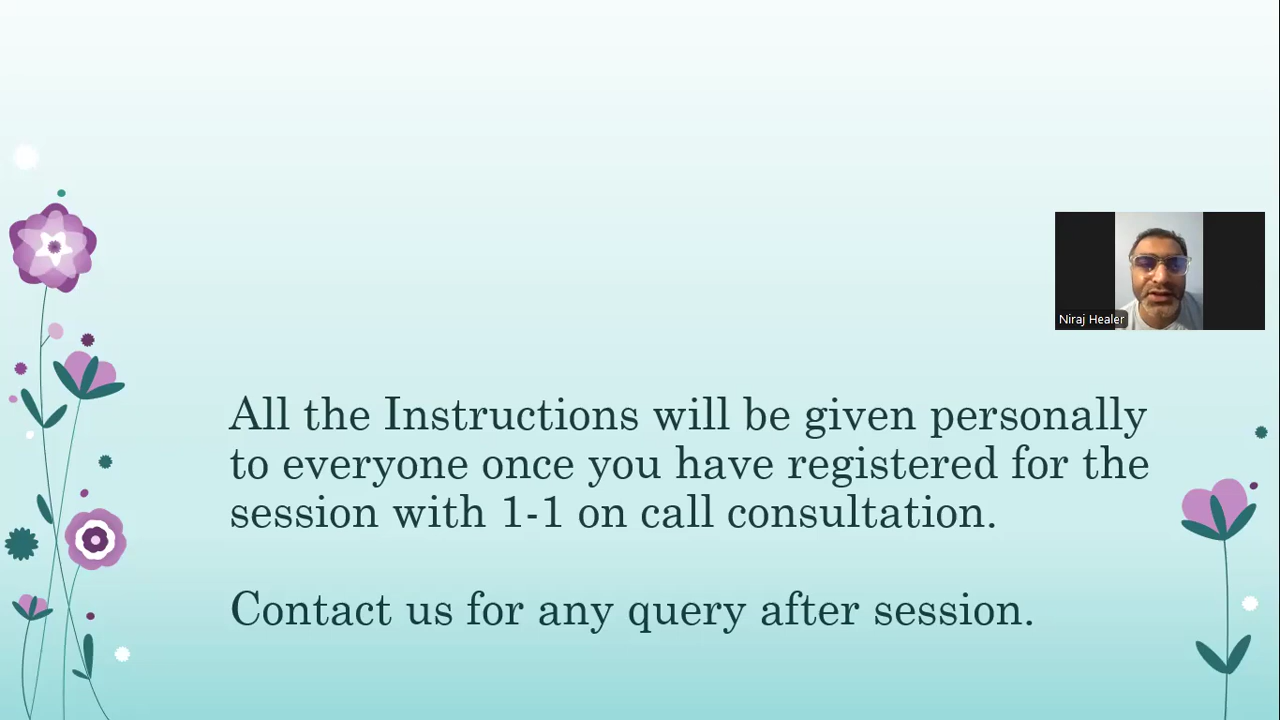 Niraj Healer
All the Instructions will be given personally
to everyone once you have registered for the
session with 1-1 on call consultation.
Contact us for any query after session.